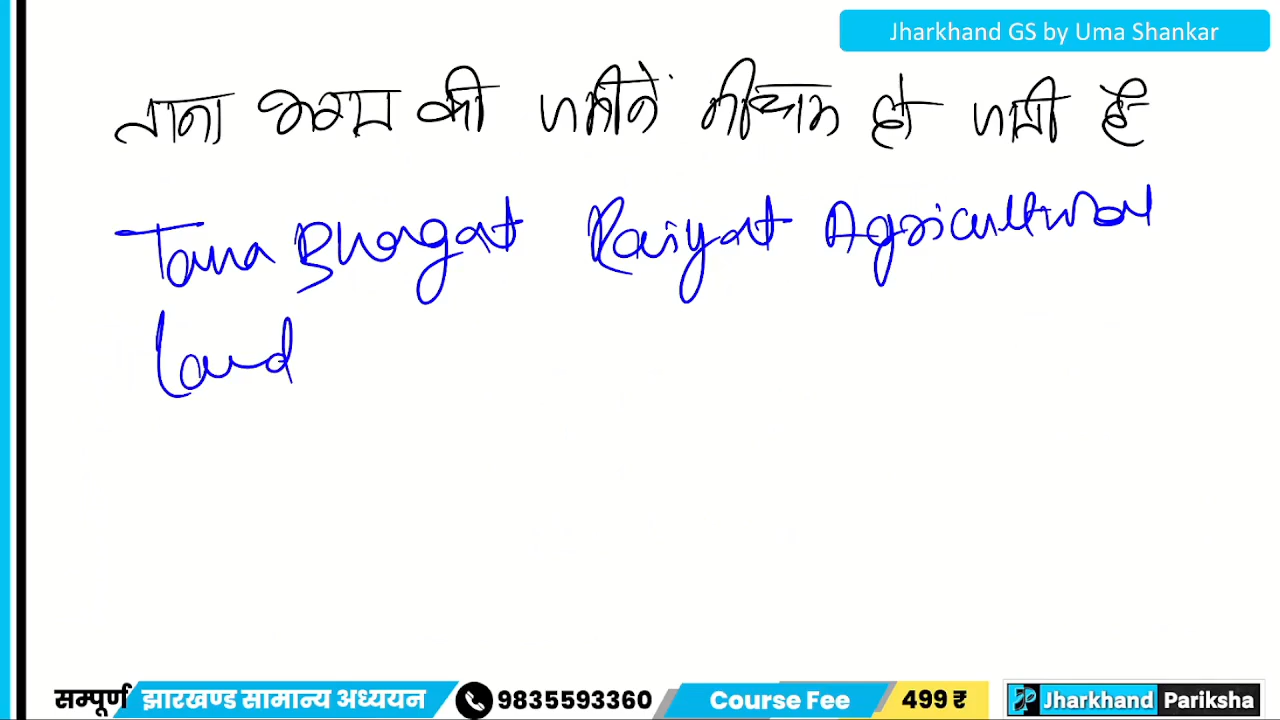 Jharkhand GS by Uma Shankar
ताना भगत की जमीनें नीलाम हो गयी हैं
Tana Bhagat Raiyat Agricultural
Land
सम्पूर्ण झारखण्ड सामान्य अध्ययन 9835593360 Course Fee 499 ₹ JP Jharkhand Pariksha